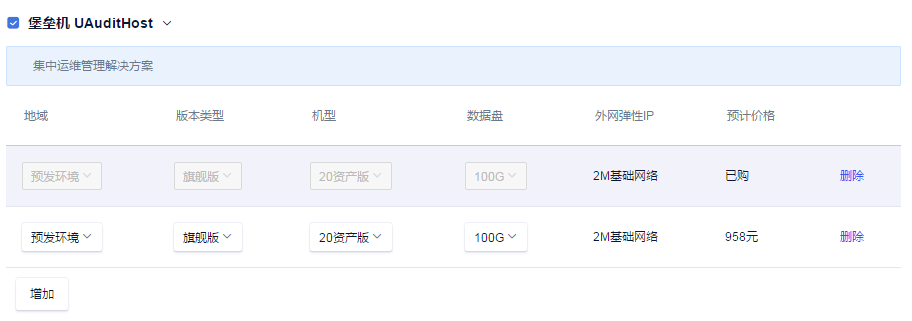 堡垒机 UAuditHost
集中运维管理解决方案
地域 版本类型 机型 数据盘 外网弹性IP 预计价格
预发环境 旗舰版 20资产版 100G 2M基础网络 已购 删除
预发环境 旗舰版 20资产版 100G 2M基础网络 958元 删除
增加